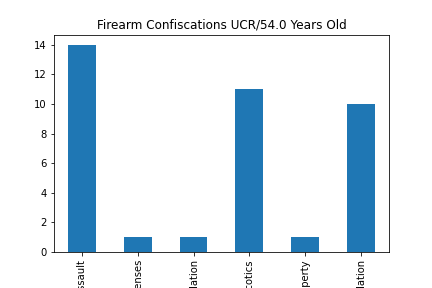 Firearm Confiscations UCR/54.0 Years Old
14
12
10
8
6
4
2
0
ssault
enses
lation
cotics
perty
lation